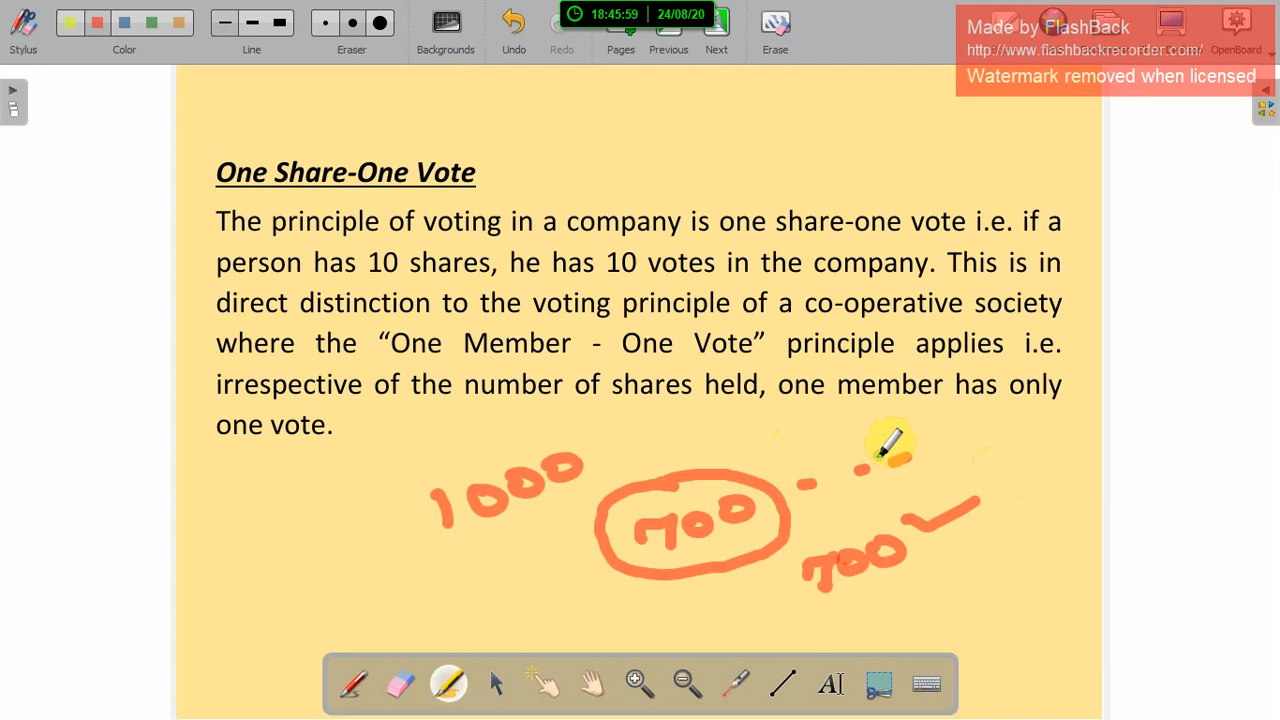 18:45:59 24/08/20
Made by FlashBack
http://www.flashbackrecorder.com/
Watermark removed when licensed
Stylus Color Line Eraser Backgrounds Undo Redo Pages Previous Next Erase OpenBoard
One Share-One Vote
The principle of voting in a company is one share-one vote i.e. if a
person has 10 shares, he has 10 votes in the company. This is in
direct distinction to the voting principle of a co-operative society
where the “One Member - One Vote” principle applies i.e.
irrespective of the number of shares held, one member has only
one vote.
1000 700
700